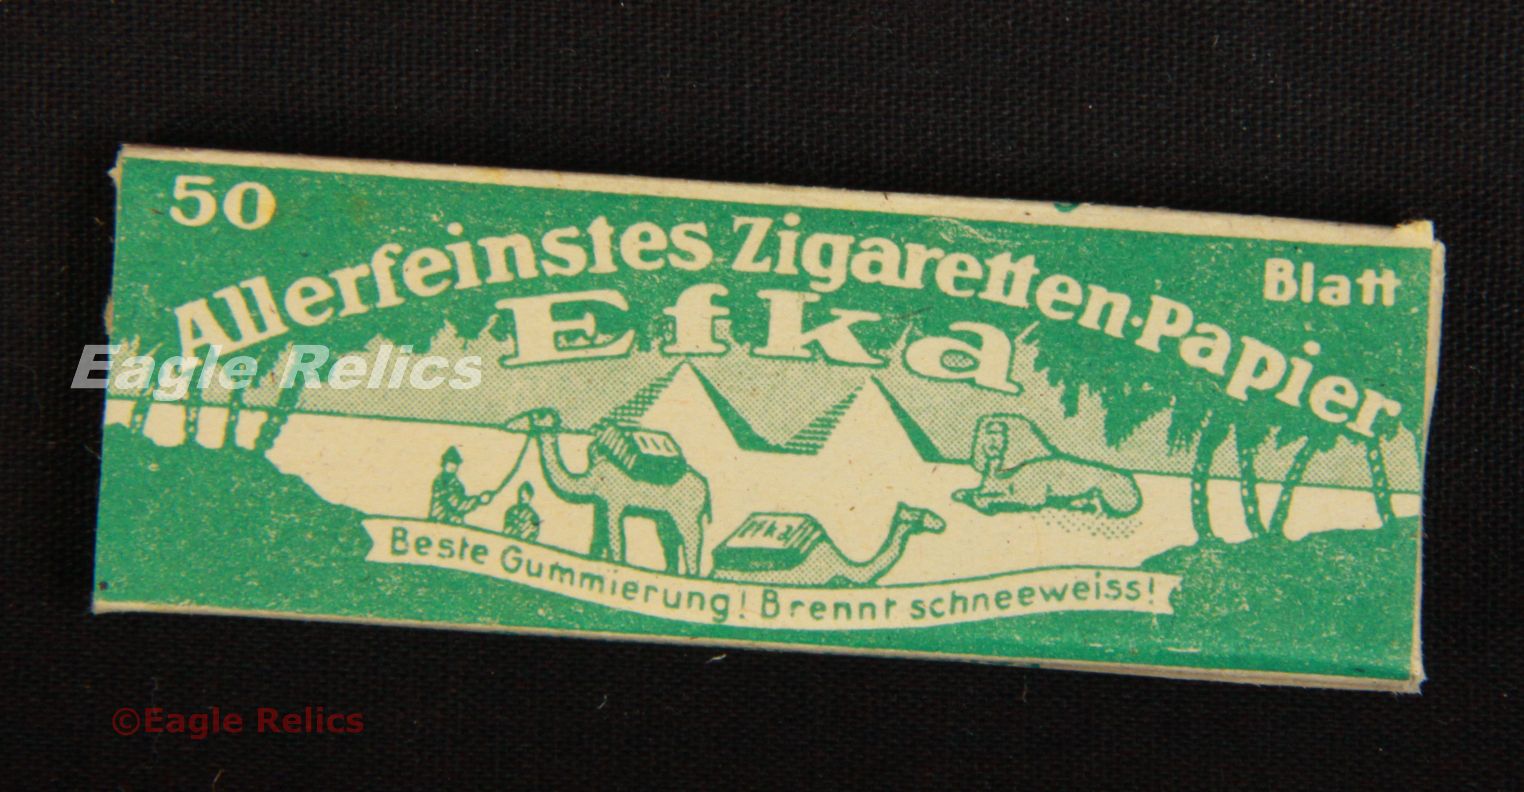 50
Blatt
Allerfeinstes Zigaretten-Papier
Efka
Efka
Beste Gummierung! Brennt schneeweiss!
Eagle Relics
©Eagle Relics